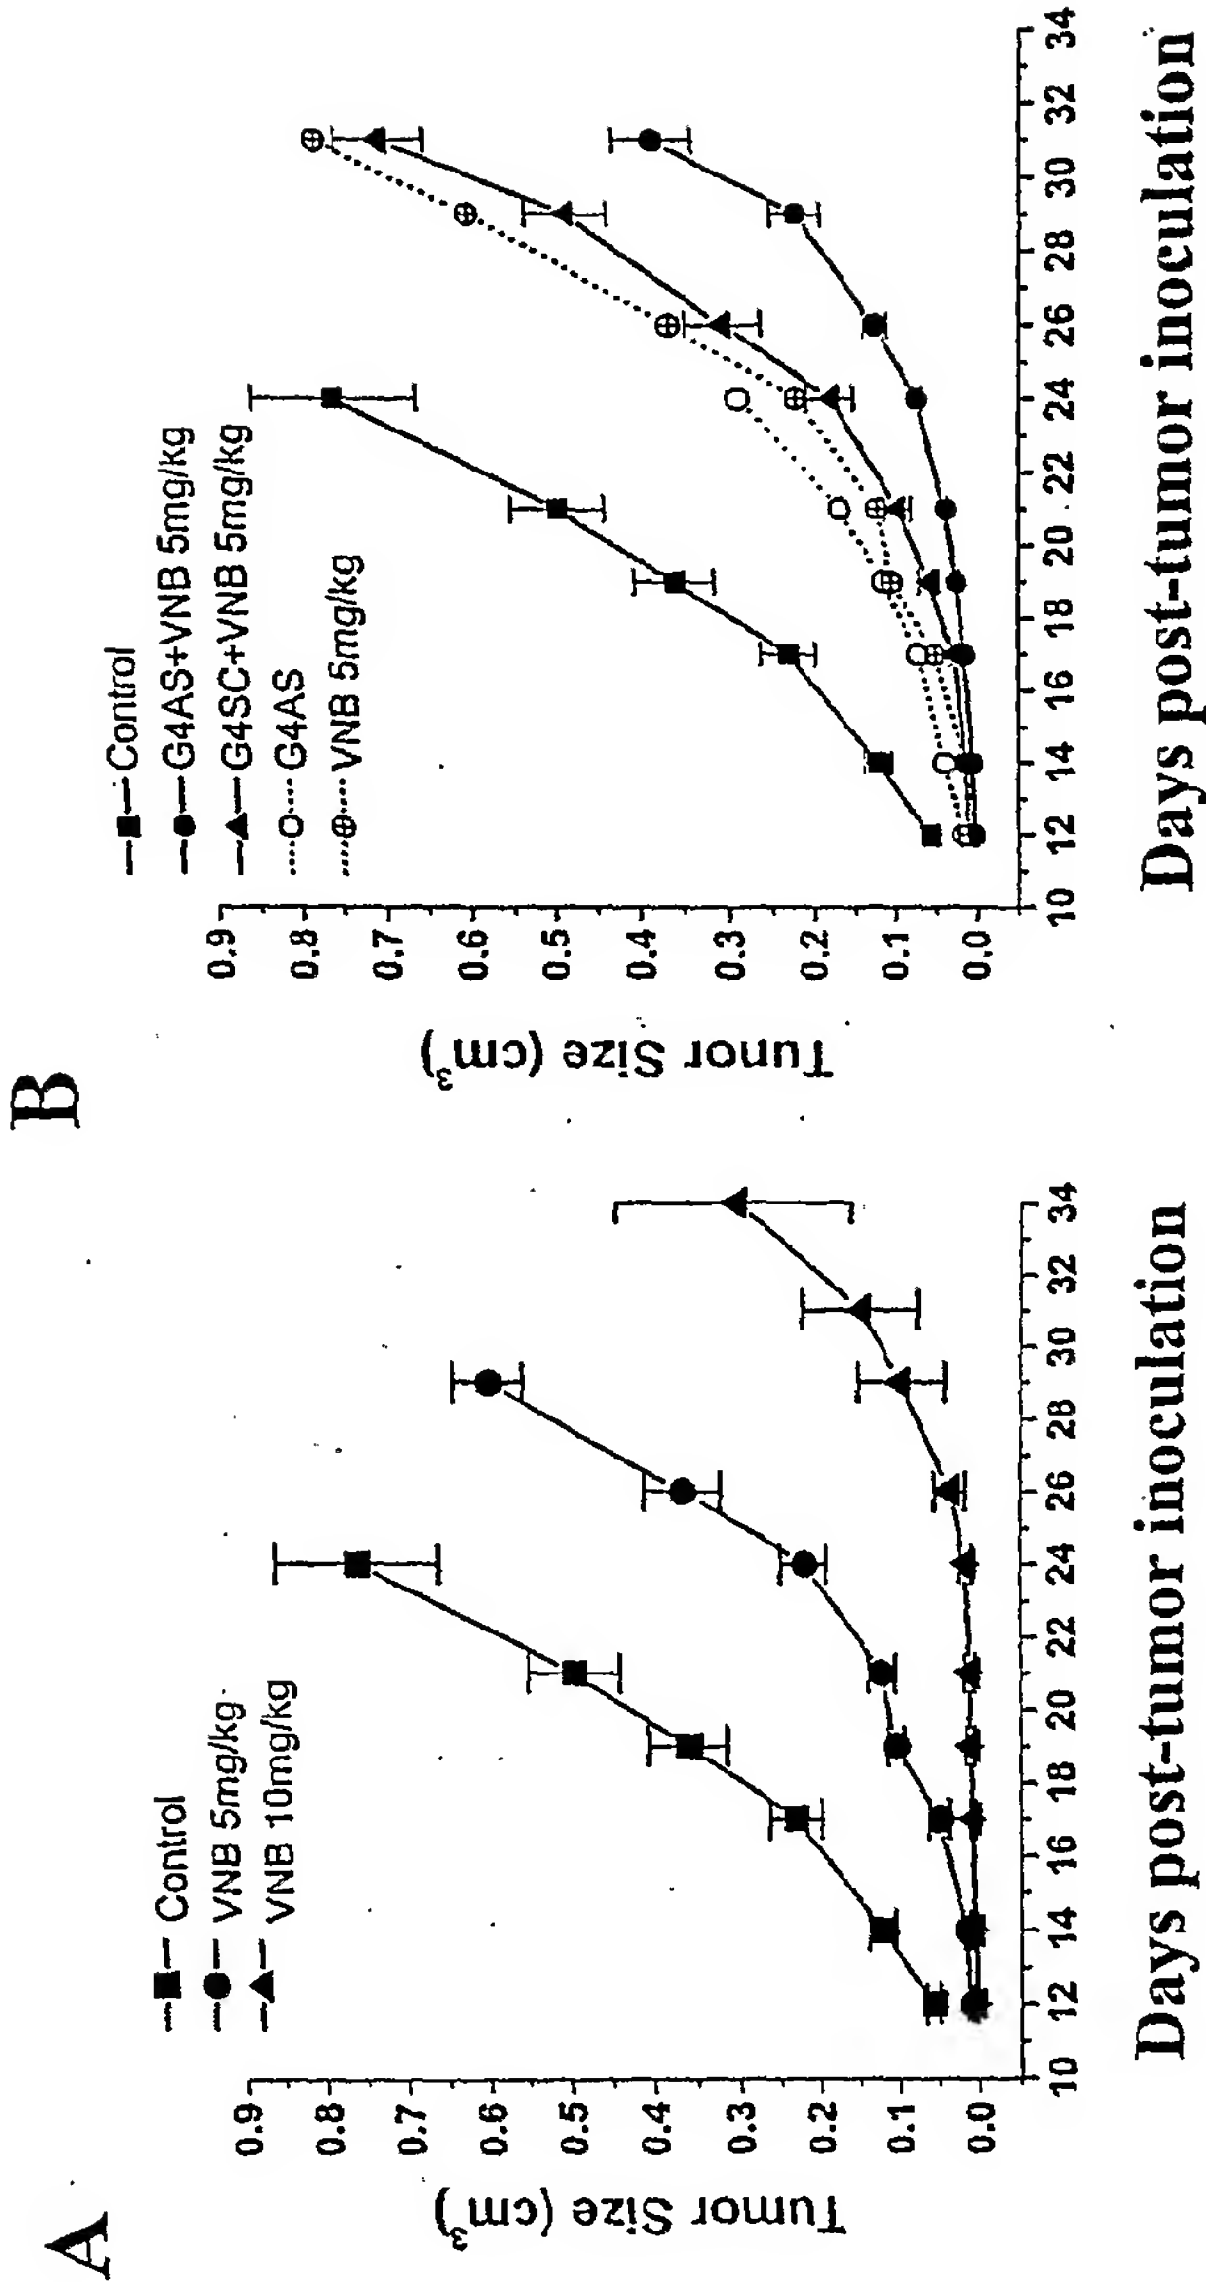 A
Control
VNB 5mg/kg
VNB 10mg/kg
Tumor Size (cm³)
0.9
0.8
0.7
0.6
0.5
0.4
0.3
0.2
0.1
0.0
10 12 14 16 18 20 22 24 26 28 30 32 34
Days post-tumor inoculation
B
Control
G4AS+VNB 5mg/kg
G4SC+VNB 5mg/kg
G4AS
VNB 5mg/kg
Tunor Size (cm³)
0.9
0.8
0.7
0.6
0.5
0.4
0.3
0.2
0.1
0.0
10 12 14 16 18 20 22 24 26 28 30 32 34
Days post-tumor inoculation